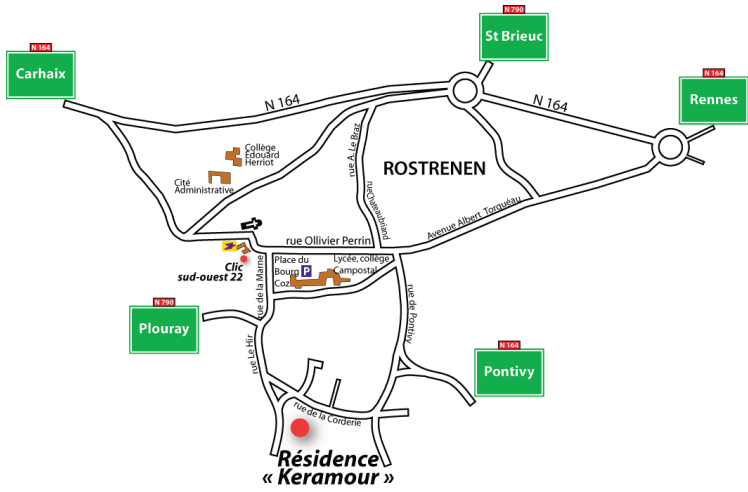 N 790
St Brieuc
N 164
Carhaix
N 164
Rennes
N 164
N 164
Collège
Edouard
Herriot
Cité
Administrative
rue A. Le Braz
ROSTRENEN
rueChateaubriand
Avenue Albert Torquéau
rue Ollivier Perrin
Clic
sud-ouest 22
rue de la Marne
Place du
Bourg
Coz
P
Lycée, collège
Campostal
rue de Pontivy
N 790
Plouray
rue Le Hir
N 164
Pontivy
rue de la Corderie
Résidence
« Keramour »